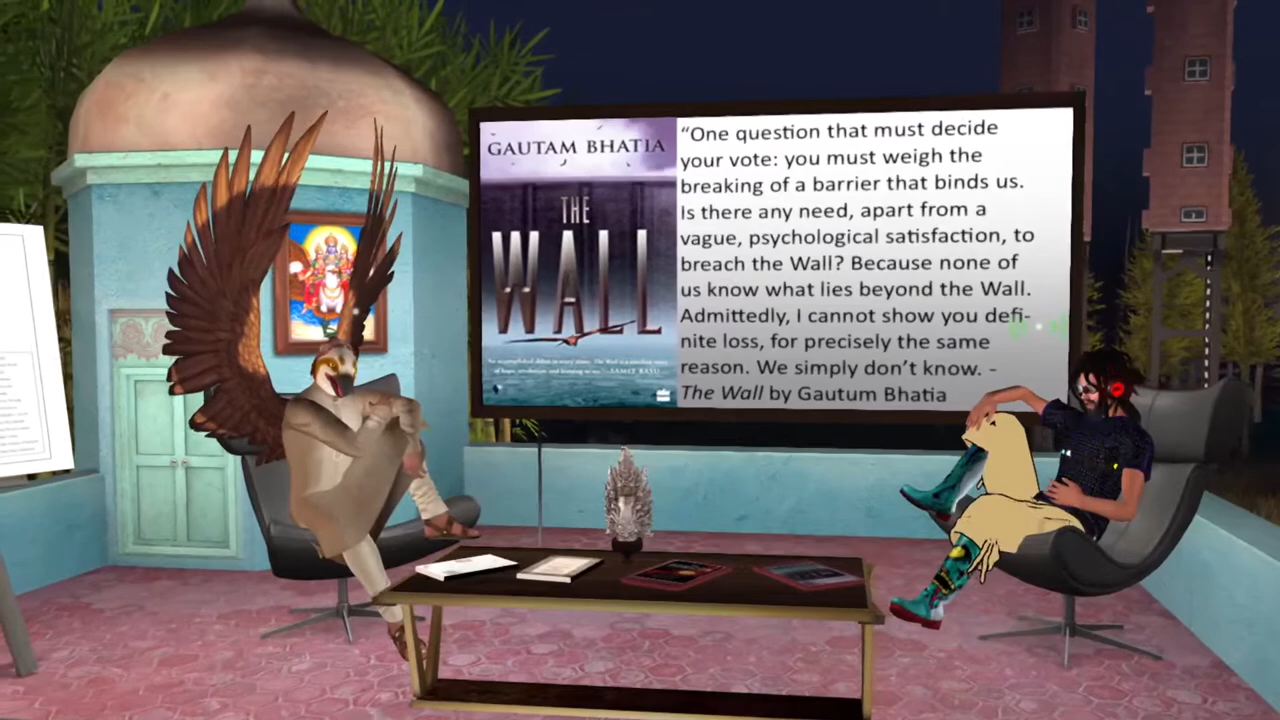 GAUTAM BHATIA
THE
WALL
"One question that must decide
your vote: you must weigh the
breaking of a barrier that binds us.
Is there any need, apart from a
vague, psychological satisfaction, to
breach the Wall? Because none of
us know what lies beyond the Wall.
Admittedly, I cannot show you defi-
nite loss, for precisely the same
reason. We simply don't know. -
The Wall by Gautum Bhatia